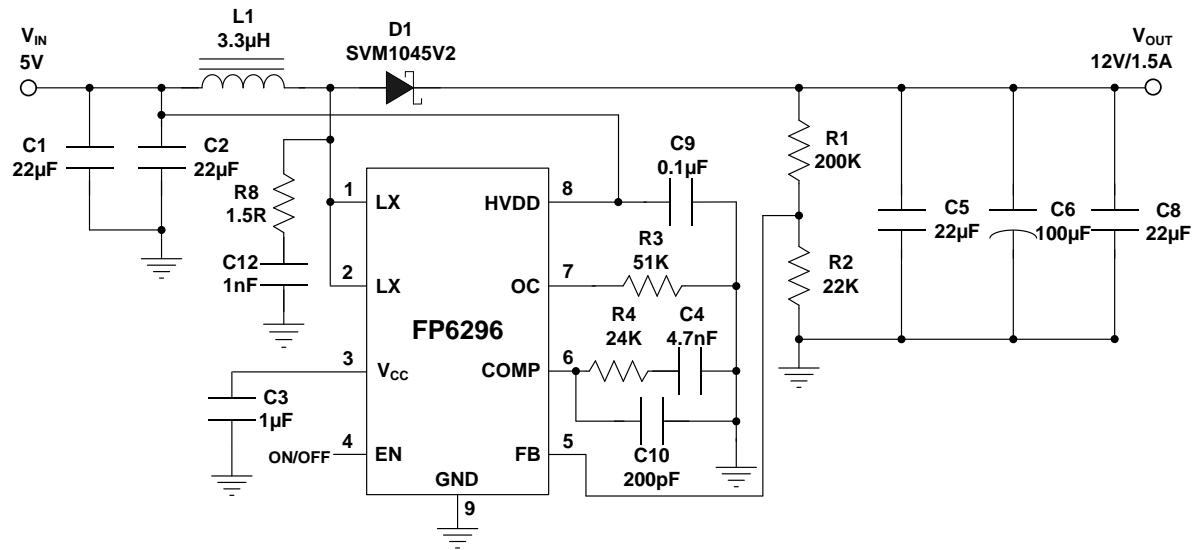 L1
3.3µH
D1
SVM1045V2
VIN
5V
VOUT
12V/1.5A
C1
22µF
C2
22µF
R8
1.5R
C12
1nF
C9
0.1µF
R1
200K
R2
22K
C5
22µF
C6
100µF
C8
22µF
1
LX
HVDD
8
2
LX
OC
7
R3
51K
FP6296
R4
24K
C4
4.7nF
3
VCC
COMP
6
C3
1µF
C10
200pF
ON/OFF
4
EN
FB
5
GND
9